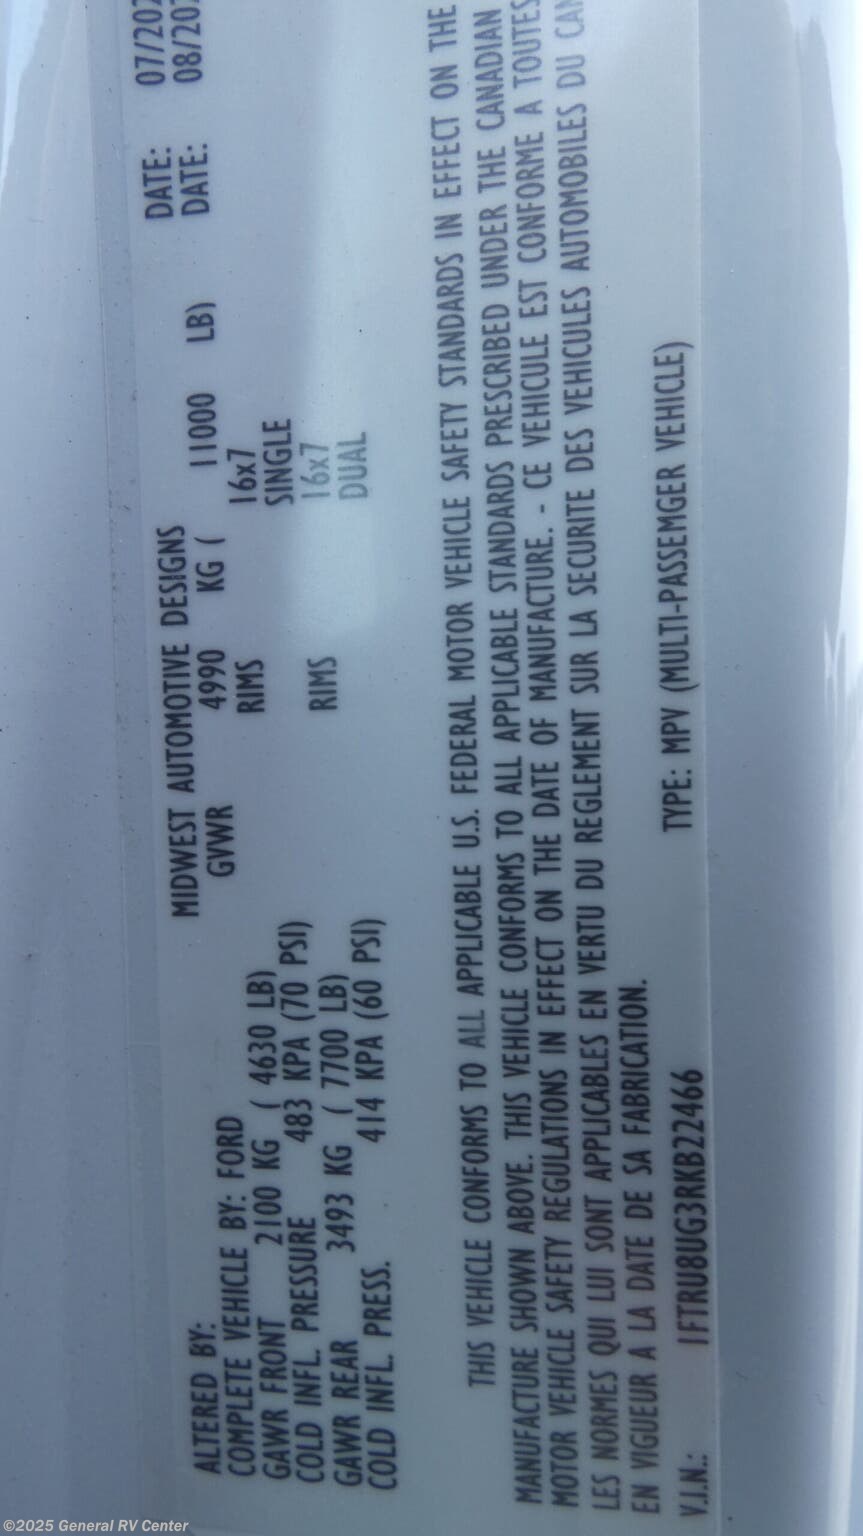 ALTERED BY: MIDWEST AUTOMOTIVE DESIGNS DATE:
COMPLETE VEHICLE BY: FORD GVWR 4990 KG ( 11000 LB) DATE:
GAWR FRONT 2100 KG ( 4630 LB) RIMS 16x7
COLD INFL. PRESSURE 483 KPA (70 PSI) SINGLE
GAWR REAR 3493 KG ( 7700 LB) RIMS 16x7
COLD INFL. PRESS. 414 KPA (60 PSI) DUAL
THIS VEHICLE CONFORMS TO ALL APPLICABLE U.S. FEDERAL MOTOR VEHICLE SAFETY STANDARDS IN EFFECT ON THE
MANUFACTURE SHOWN ABOVE. THIS VEHICLE CONFORMS TO ALL APPLICABLE STANDARDS PRESCRIBED UNDER THE CANADIAN
MOTOR VEHICLE SAFETY REGULATIONS IN EFFECT ON THE DATE OF MANUFACTURE. - CE VEHICULE EST CONFORME A TOUTES
LES NORMES QUI LUI SONT APPLICABLES EN VERTU DU REGLEMENT SUR LA SECURITE DES VEHICULES AUTOMOBILES DU
EN VIGUEUR A LA DATE DE SA FABRICATION.
V.I.N.: 1FTRU8UG3RKB22466 TYPE: MPV (MULTI-PASSEMGER VEHICLE)
©2025 General RV Center